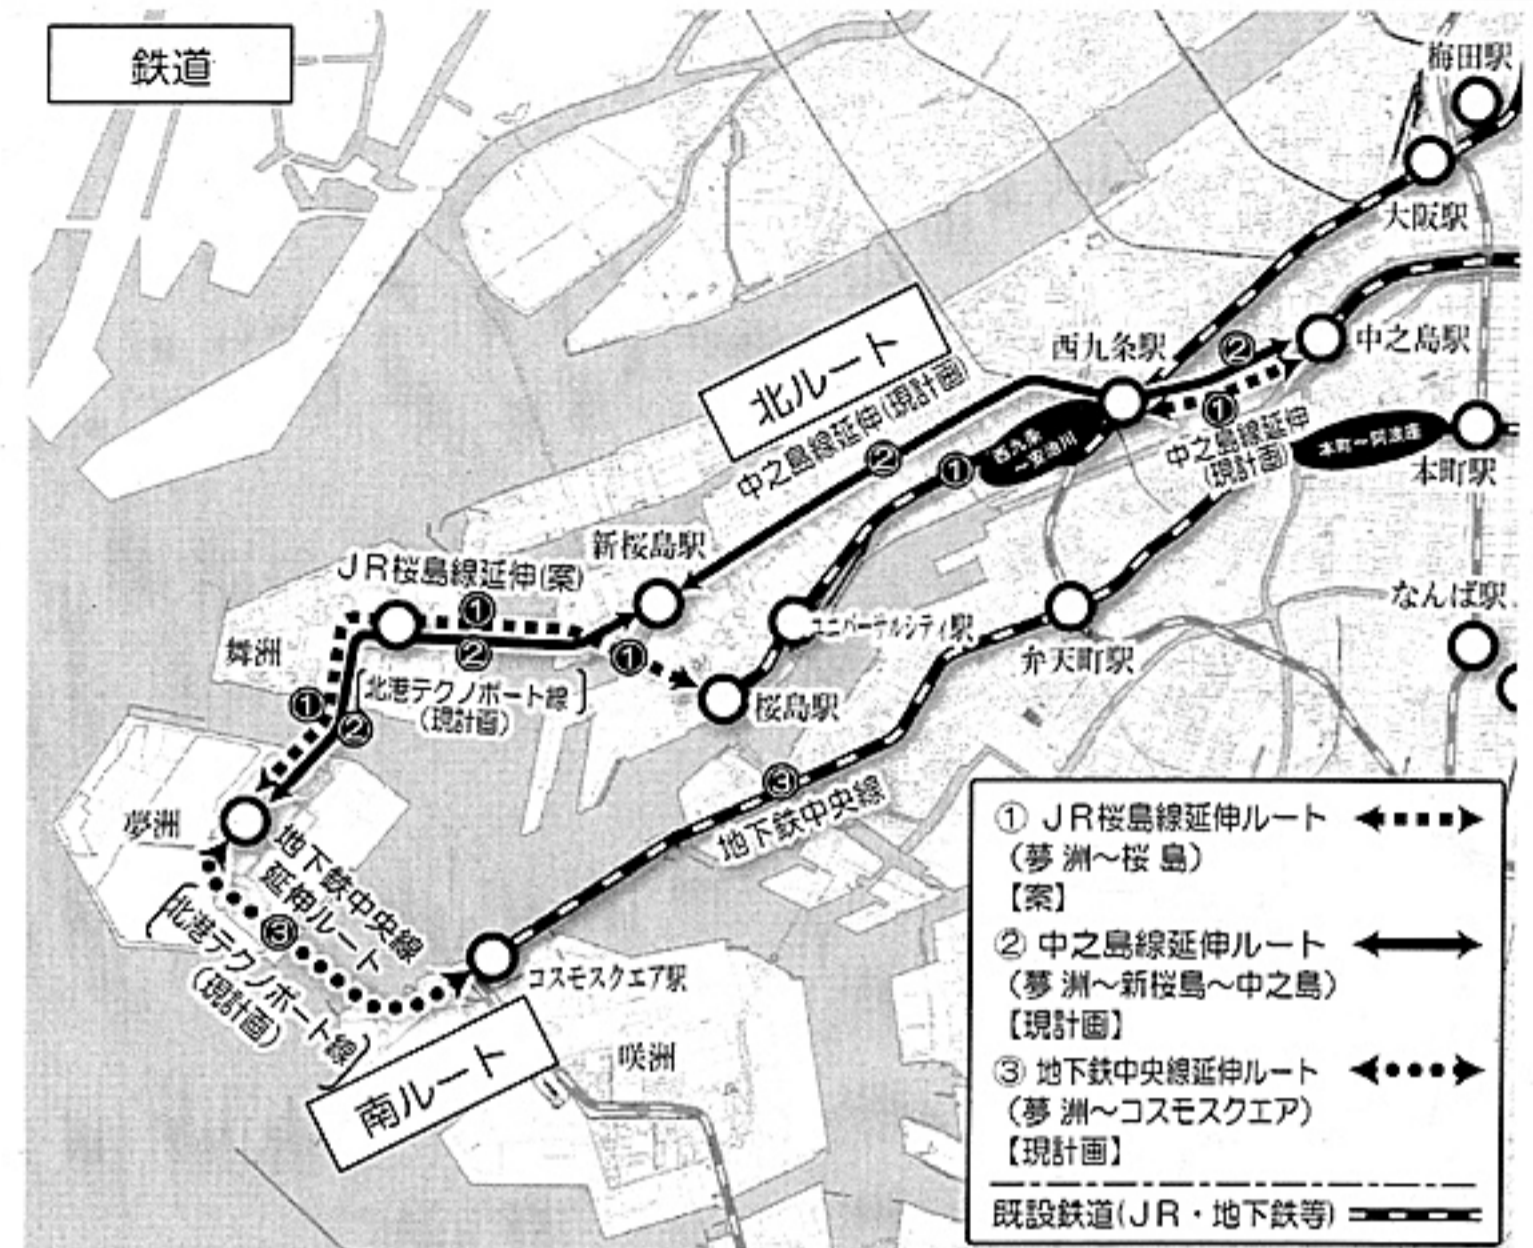 鉄道
梅田駅
大阪駅
北ルート
西九条駅
②
中之島駅
①
中之島線延伸(現計画)
②
①
西九条
～安治川
中之島線延伸
(現計画)
本町～阿波座
本町駅
新桜島駅
JR桜島線延伸(案)
①
②
①
ユニバーサルシティ駅
弁天町駅
なんば駅
舞洲
北港テクノポート線
(現計画)
桜島駅
①
②
③
地下鉄中央線
夢洲
地下鉄中央線
延伸ルート
③
北港テクノポート線
(現計画)
コスモスクエア駅
南ルート
咲洲
① JR桜島線延伸ルート
(夢洲～桜島)
【案】
② 中之島線延伸ルート
(夢洲～新桜島～中之島)
【現計画】
③ 地下鉄中央線延伸ルート
(夢洲～コスモスクエア)
【現計画】
既設鉄道(JR・地下鉄等)